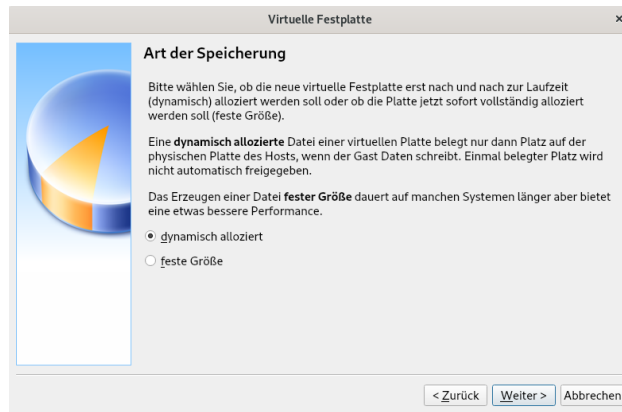 Virtuelle Festplatte
Art der Speicherung
Bitte wählen Sie, ob die neue virtuelle Festplatte erst nach und nach zur Laufzeit
(dynamisch) alloziert werden soll oder ob die Platte jetzt sofort vollständig alloziert
werden soll (feste Größe).
Eine dynamisch allozierte Datei einer virtuellen Platte belegt nur dann Platz auf der
physischen Platte des Hosts, wenn der Gast Daten schreibt. Einmal belegter Platz wird
nicht automatisch freigegeben.
Das Erzeugen einer Datei fester Größe dauert auf manchen Systemen länger aber bietet
eine etwas bessere Performance.
dynamisch alloziert
feste Größe
< Zurück Weiter > Abbrechen